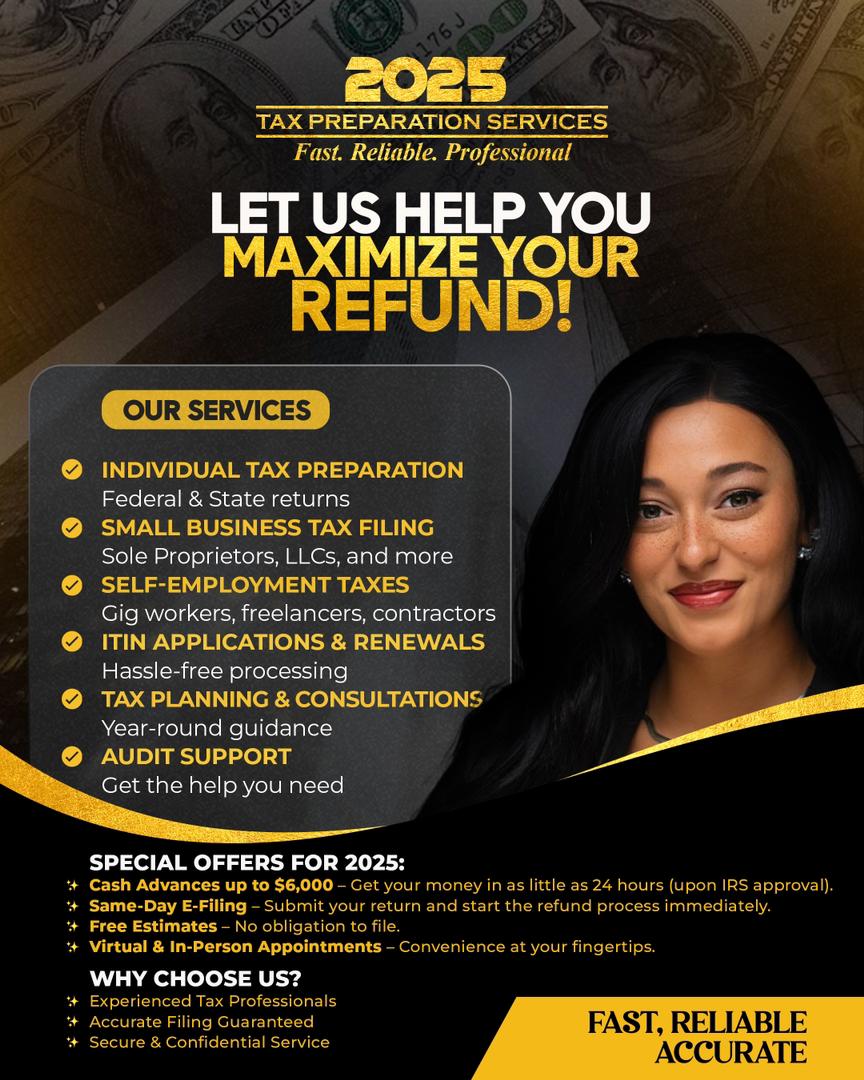 2025
TAX PREPARATION SERVICES
Fast. Reliable. Professional
LET US HELP YOU
MAXIMIZE YOUR
REFUND!
OUR SERVICES
INDIVIDUAL TAX PREPARATION
Federal & State returns
SMALL BUSINESS TAX FILING
Sole Proprietors, LLCs, and more
SELF-EMPLOYMENT TAXES
Gig workers, freelancers, contractors
ITIN APPLICATIONS & RENEWALS
Hassle-free processing
TAX PLANNING & CONSULTATIONS
Year-round guidance
AUDIT SUPPORT
Get the help you need
SPECIAL OFFERS FOR 2025:
Cash Advances up to $6,000 – Get your money in as little as 24 hours (upon IRS approval).
Same-Day E-Filing – Submit your return and start the refund process immediately.
Free Estimates – No obligation to file.
Virtual & In-Person Appointments – Convenience at your fingertips.
WHY CHOOSE US?
Experienced Tax Professionals
Accurate Filing Guaranteed
Secure & Confidential Service
FAST, RELIABLE
ACCURATE